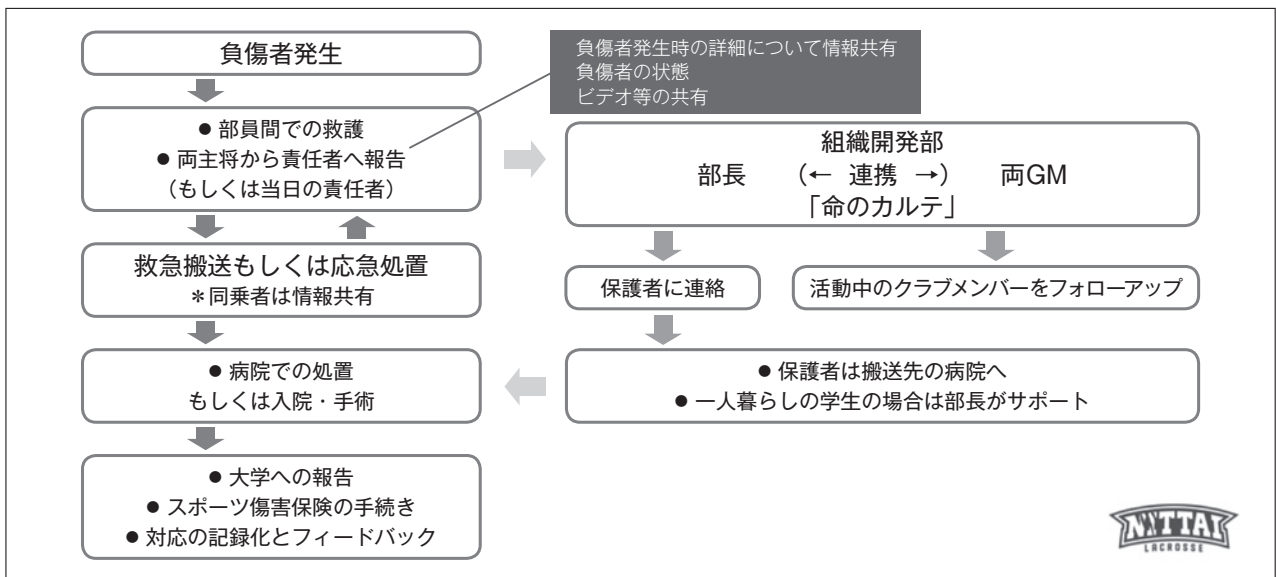 負傷者発生
負傷者発生時の詳細について情報共有
負傷者の状態
ビデオ等の共有
● 部員間での救護
● 両主将から責任者へ報告
（もしくは当日の責任者）
組織開発部
部長 （← 連携 →） 両GM
「命のカルテ」
救急搬送もしくは応急処置
＊同乗者は情報共有
保護者に連絡
活動中のクラブメンバーをフォローアップ
● 病院での処置
もしくは入院・手術
● 保護者は搬送先の病院へ
● 一人暮らしの学生の場合は部長がサポート
● 大学への報告
● スポーツ傷害保険の手続き
● 対応の記録化とフィードバック
NITTAI
LACROSSE